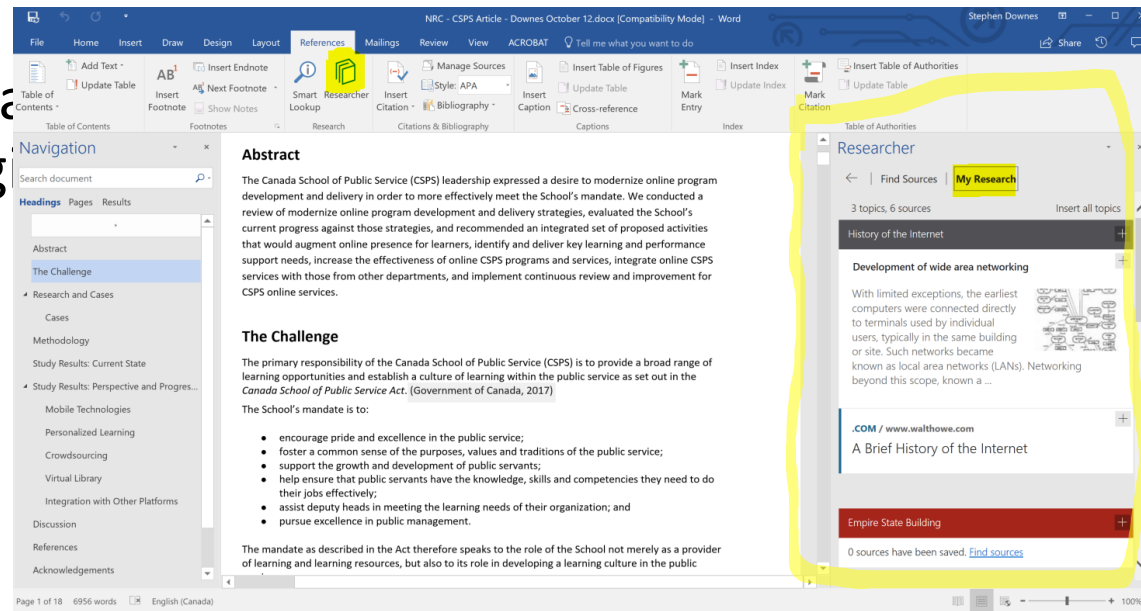 NRC - CSPS Article - Downes October 12.docx [Compatibility Mode] - Word
Stephen Downes
File Home Insert Draw Design Layout References Mailings Review View ACROBAT Tell me what you want to do
Share
Table of Contents
Add Text
Update Table
Table of Contents
AB1
Insert Footnote
Insert Endnote
Next Footnote
Show Notes
Footnotes
Smart Lookup
Researcher
Research
Insert Citation
Manage Sources
Style: APA
Bibliography
Citations & Bibliography
Insert Caption
Insert Table of Figures
Update Table
Cross-reference
Captions
Mark Entry
Insert Index
Update Index
Index
Mark Citation
Insert Table of Authorities
Update Table
Table of Authorities
Navigation
Search document
Headings Pages Results
Abstract
The Challenge
Research and Cases
Cases
Methodology
Study Results: Current State
Study Results: Perspective and Progres...
Mobile Technologies
Personalized Learning
Crowdsourcing
Virtual Library
Integration with Other Platforms
Discussion
References
Acknowledgements
Abstract
The Canada School of Public Service (CSPS) leadership expressed a desire to modernize online program
development and delivery in order to more effectively meet the School's mandate. We conducted a
review of modernize online program development and delivery strategies, evaluated the School's
current progress against those strategies, and recommended an integrated set of proposed activities
that would augment online presence for learners, identify and deliver key learning and performance
support needs, increase the effectiveness of online CSPS programs and services, integrate online CSPS
services with those from other departments, and implement continuous review and improvement for
CSPS online services.
The Challenge
The primary responsibility of the Canada School of Public Service (CSPS) is to provide a broad range of
learning opportunities and establish a culture of learning within the public service as set out in the
Canada School of Public Service Act. (Government of Canada, 2017)
The School's mandate is to:
● encourage pride and excellence in the public service;
● foster a common sense of the purposes, values and traditions of the public service;
● support the growth and development of public servants;
● help ensure that public servants have the knowledge, skills and competencies they need to do
their jobs effectively;
● assist deputy heads in meeting the learning needs of their organization; and
● pursue excellence in public management.
The mandate as described in the Act therefore speaks to the role of the School not merely as a provider
of learning and learning resources, but also to its role in developing a learning culture in the public
Researcher
Find Sources | My Research
3 topics, 6 sources Insert all topics
History of the Internet
Development of wide area networking
With limited exceptions, the earliest
computers were connected directly
to terminals used by individual
users, typically in the same building
or site. Such networks became
known as local area networks (LANs). Networking
beyond this scope, known a ...
.COM / www.walthowe.com
A Brief History of the Internet
Empire State Building
0 sources have been saved. Find sources
Page 1 of 18 6956 words English (Canada)
100%